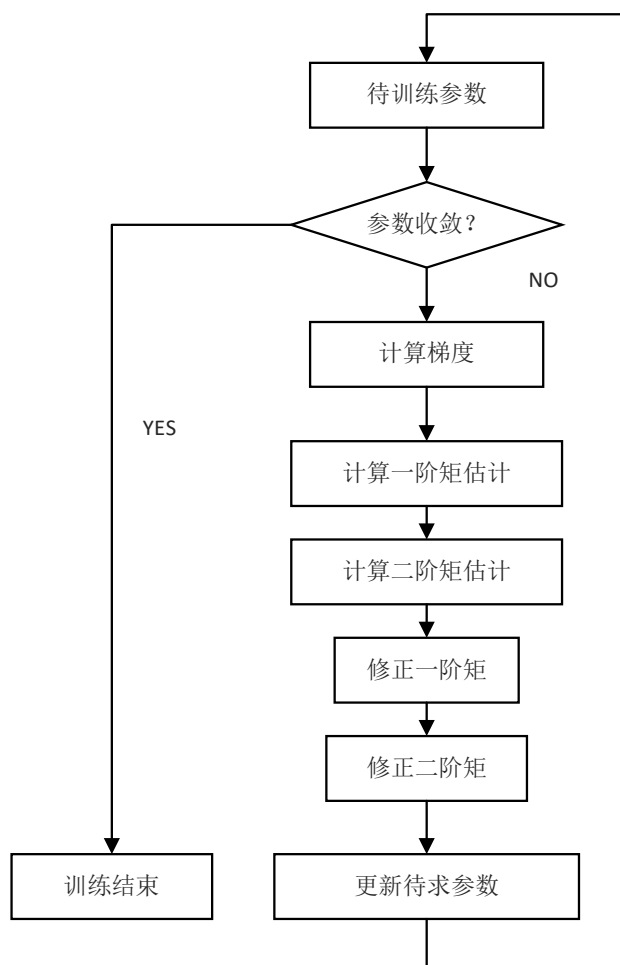 待训练参数
参数收敛?
NO
计算梯度
YES
计算一阶矩估计
计算二阶矩估计
修正一阶矩
修正二阶矩
训练结束
更新待求参数